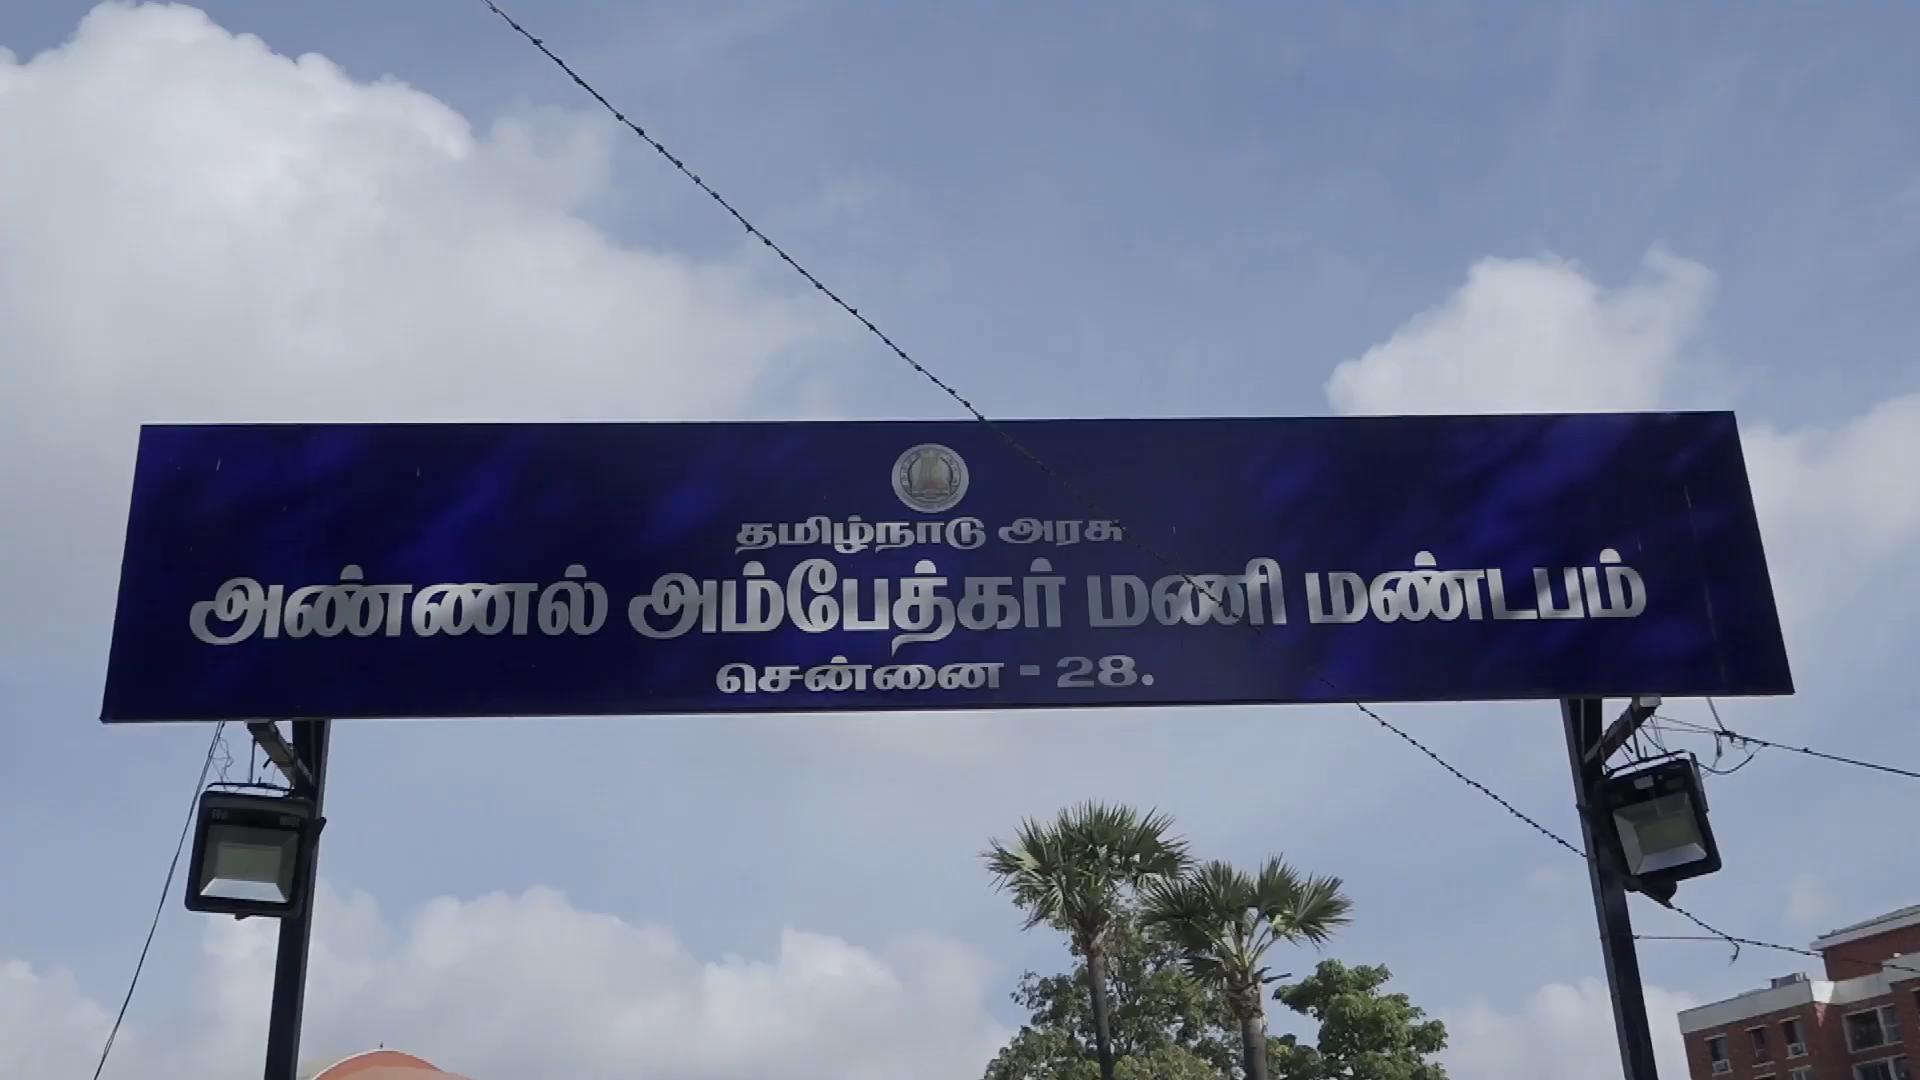 தமிழ்நாடு அரசு
அண்ணல் அம்பேத்கர் மணி மண்டபம்
சென்னை - 28.